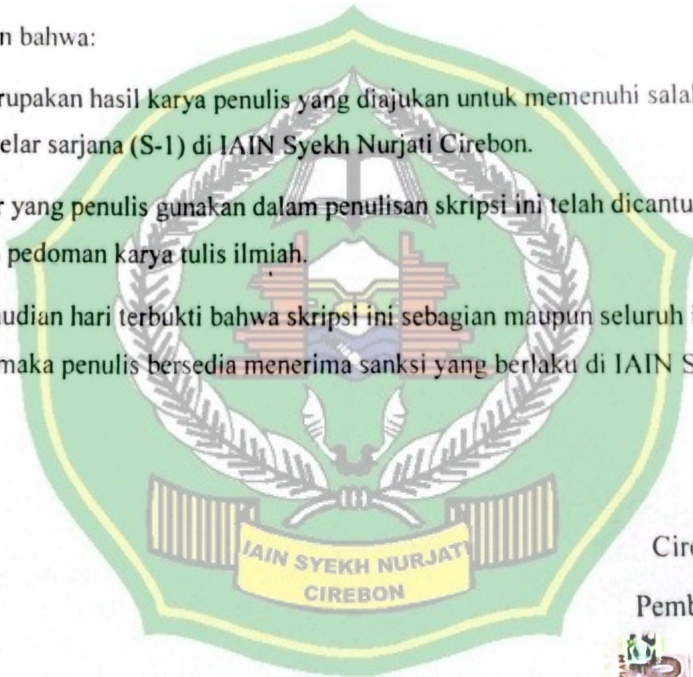 n bahwa:
rupakan hasil karya penulis yang diajukan untuk memenuhi salal
elar sarjana (S-1) di IAIN Syekh Nurjati Cirebon.
r yang penulis gunakan dalam penulisan skripsi ini telah dicantu
pedoman karya tulis ilmiah.
nudian hari terbukti bahwa skripsi ini sebagian maupun seluruh i
maka penulis bersedia menerima sanksi yang berlaku di IAIN S
IAIN SYEKH NURJATI
CIREBON
Cire
Pemb